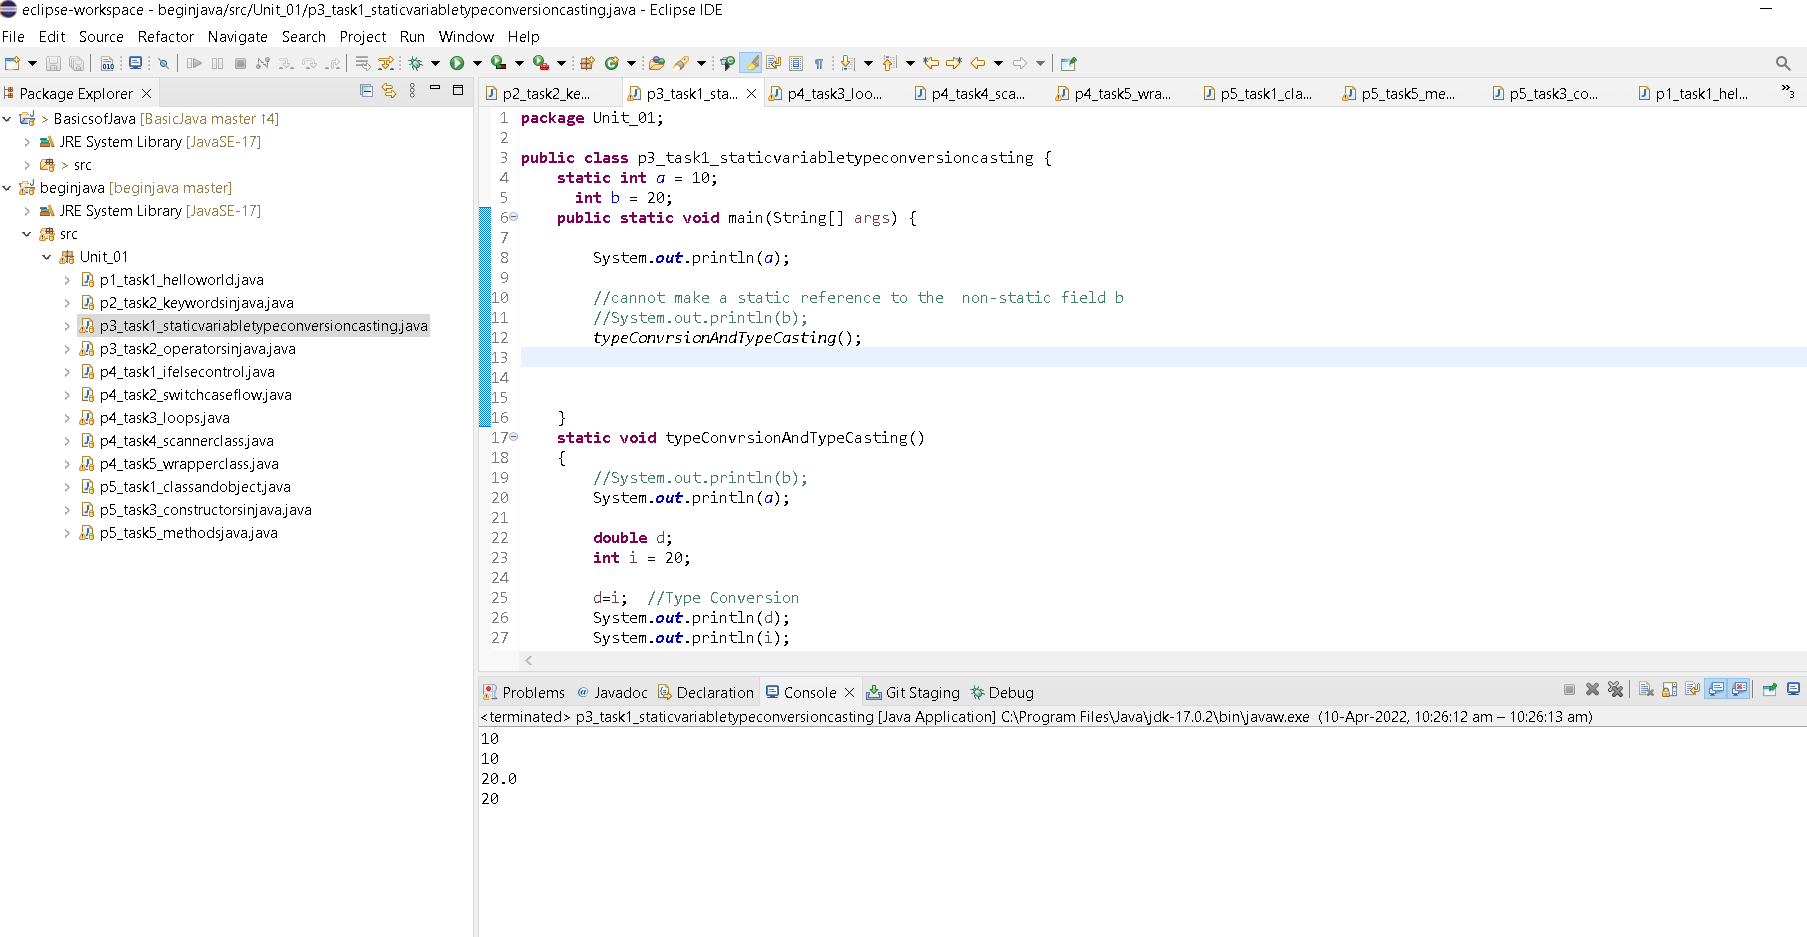 eclipse-workspace - beginjava/src/Unit_01/p3_task1_staticvariabletypeconversioncasting.java - Eclipse IDE
File Edit Source Refactor Navigate Search Project Run Window Help
Package Explorer
> BasicsofJava [BasicJava master ↑4]
JRE System Library [JavaSE-17]
> src
beginjava [beginjava master]
JRE System Library [JavaSE-17]
src
Unit_01
p1_task1_helloworld.java
p2_task2_keywordsinjava.java
p3_task1_staticvariabletypeconversioncasting.java
p3_task2_operatorsinjava.java
p4_task1_ifelsecontrol.java
p4_task2_switchcaseflow.java
p4_task3_loops.java
p4_task4_scannerclass.java
p4_task5_wrapperclass.java
p5_task1_classandobject.java
p5_task3_constructorsinjava.java
p5_task5_methodsjava.java
p2_task2_ke... p3_task1_sta... p4_task3_loo... p4_task4_sca... p4_task5_wra... p5_task1_cla... p5_task5_me... p5_task3_co... p1_task1_hel... »3
1 package Unit_01;
2
3 public class p3_task1_staticvariabletypeconversioncasting {
4 static int a = 10;
5 int b = 20;
6 public static void main(String[] args) {
7
8 System.out.println(a);
9
10 //cannot make a static reference to the  non-static field b
11 //System.out.println(b);
12 typeConvrsionAndTypeCasting();
13
14
15
16 }
17 static void typeConvrsionAndTypeCasting()
18 {
19 //System.out.println(b);
20 System.out.println(a);
21
22 double d;
23 int i = 20;
24
25 d=i;  //Type Conversion
26 System.out.println(d);
27 System.out.println(i);
Problems @ Javadoc Declaration Console Git Staging Debug
<terminated> p3_task1_staticvariabletypeconversioncasting [Java Application] C:\Program Files\Java\jdk-17.0.2\bin\javaw.exe (10-Apr-2022, 10:26:12 am – 10:26:13 am)
10
10
20.0
20